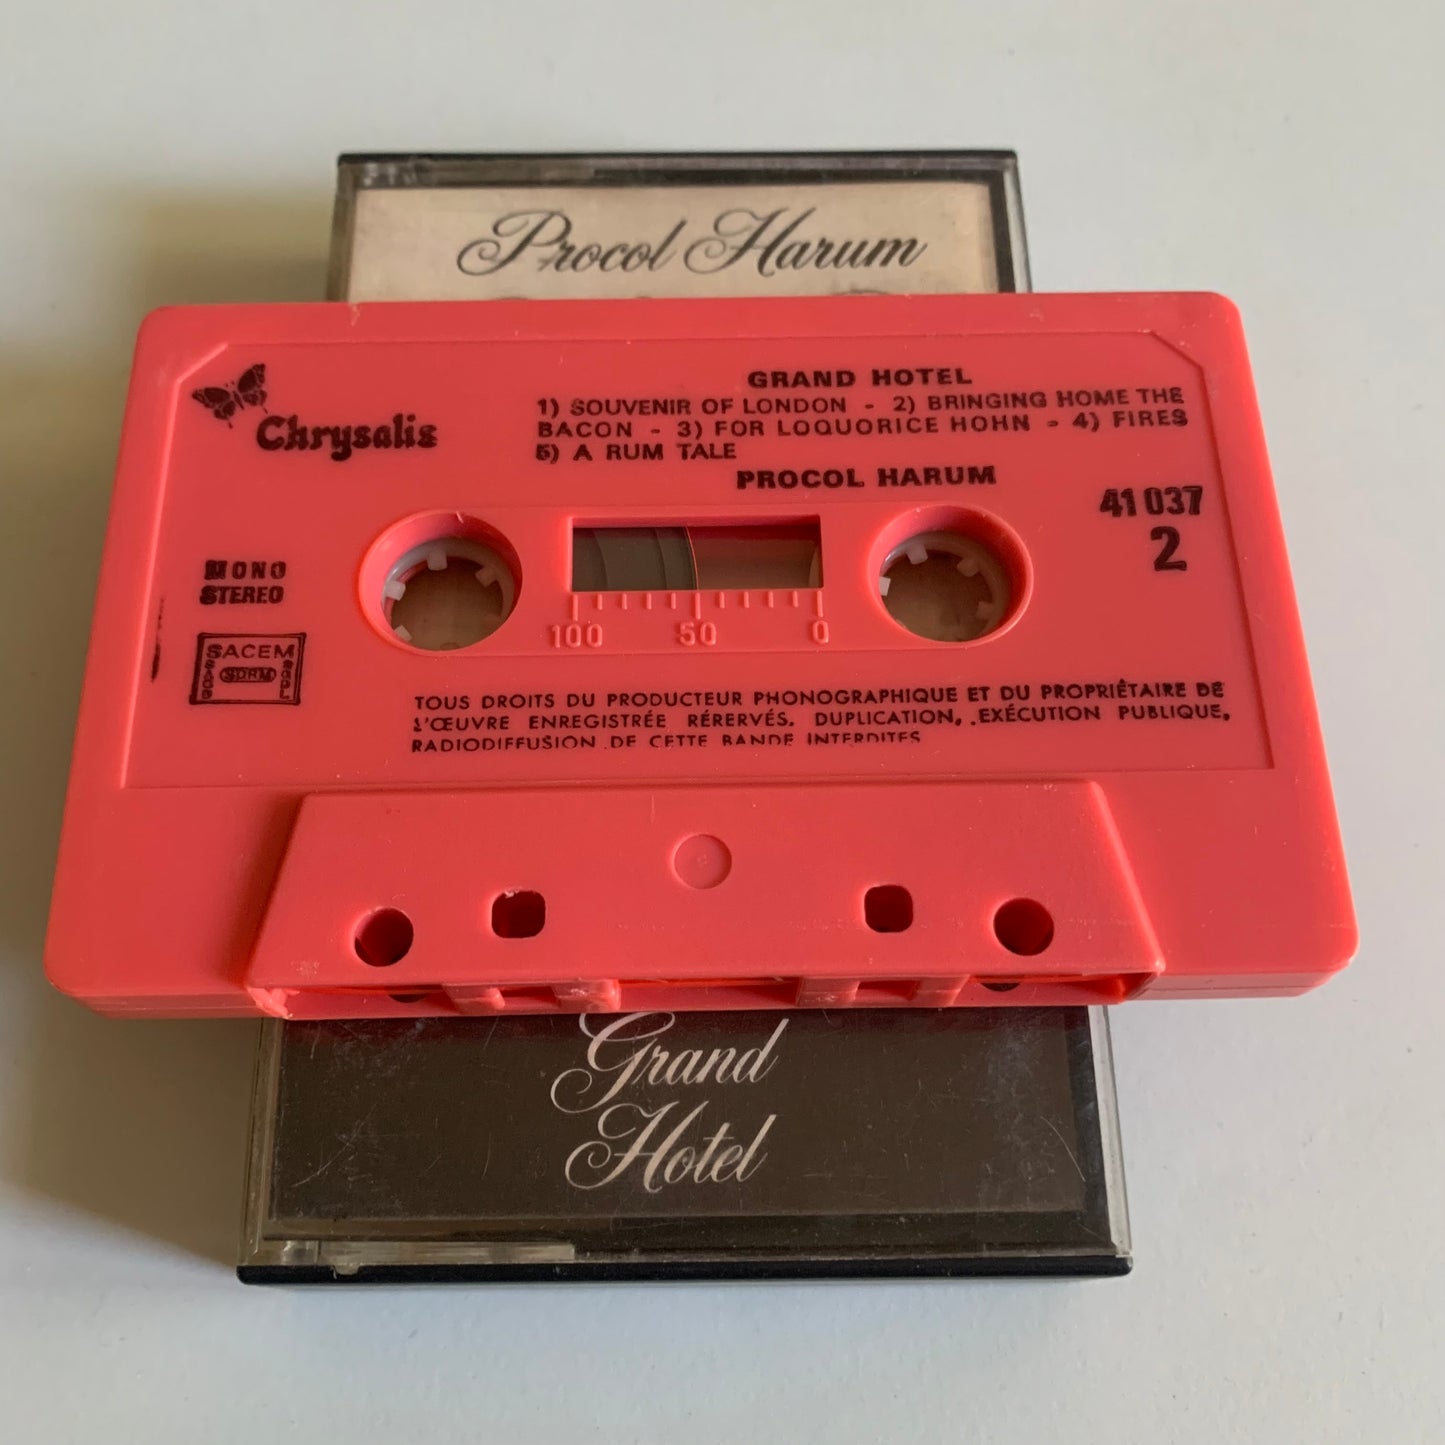 Procol Harum
Chrysalis
GRAND HOTEL
1) SOUVENIR OF LONDON - 2) BRINGING HOME THE
BACON - 3) FOR LOQUORICE HOHN - 4) FIRES
5) A RUM TALE
PROCOL HARUM
41 037
2
MONO
STEREO
100 50 0
SACEM
SACD SDRM SGDL
TOUS DROITS DU PRODUCTEUR PHONOGRAPHIQUE ET DU PROPRIÉTAIRE DE
L'ŒUVRE ENREGISTRÉE RÉRERVÉS. DUPLICATION, .EXÉCUTION PUBLIQUE,
RADIODIFFUSION .DE CETTE BANDE INTERDITES
Grand
Hotel